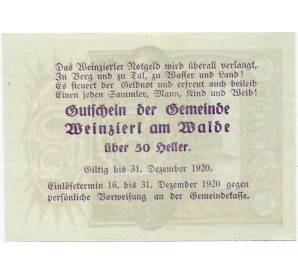 Das Weinzierler Notgeld wird überall verlangt,
Zu Berg und zu Tal, zu Wasser und Land!
Es steuert der Geldnot und erfreut auch beileib
Einen jeden Sammler, Mann, Kind und Weib!
Gutschein der Gemeinde
Weinzierl am Walde
über 50 Heller.
Giltig bis 31. Dezember 1920.
Einlösetermin 16. bis 31. Dezember 1920 gegen
persönliche Vorweisung an der Gemeindekasse.